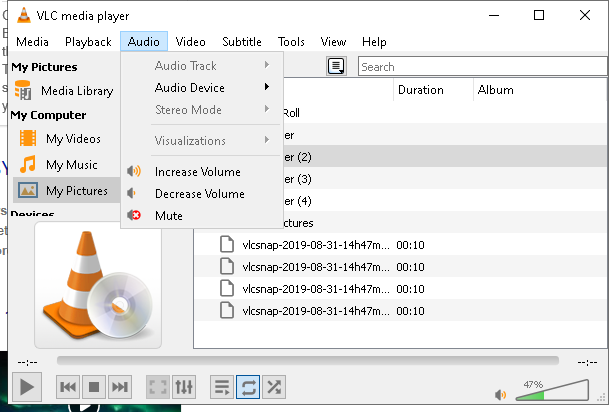 VLC media player
Media Playback Audio Video Subtitle Tools View Help
My Pictures
Media Library
My Computer
My Videos
My Music
My Pictures
Devices
Audio Track
Audio Device
Stereo Mode
Visualizations
Increase Volume
Decrease Volume
Mute
Search
Duration Album
Roll
er
er (2)
er (3)
er (4)
ctures
vlcsnap-2019-08-31-14h47m... 00:10
vlcsnap-2019-08-31-14h47m... 00:10
vlcsnap-2019-08-31-14h47m... 00:10
vlcsnap-2019-08-31-14h47m... 00:10
--:-- --:--
47%